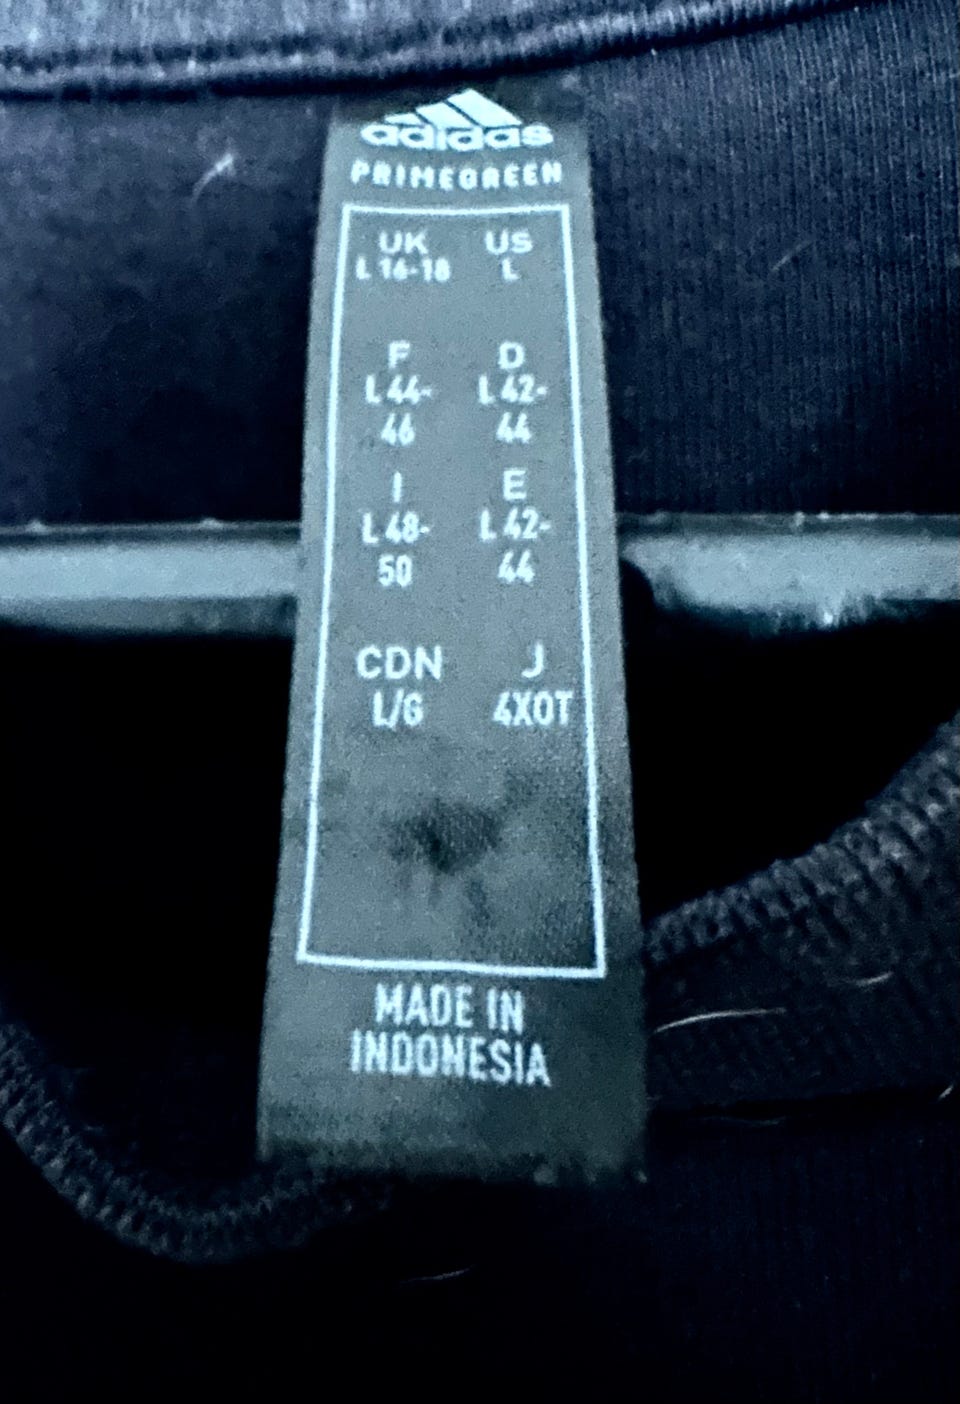 adidas
PRIMEGREEN
UK US
L 16-18 L
F D
L 44- L 42-
46 44
I E
L 48- L 42-
50 44
CDN J
L/G 4XOT
MADE IN
INDONESIA